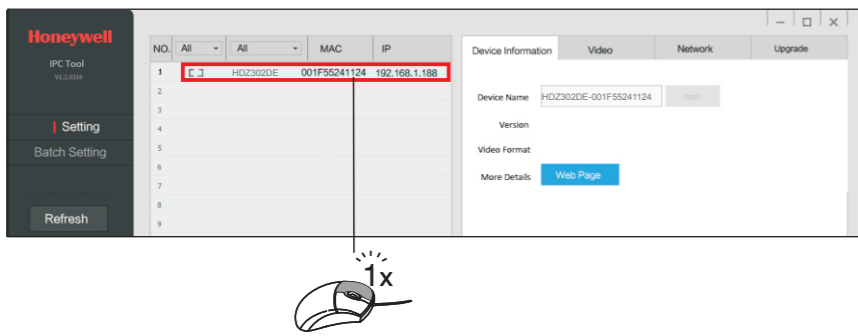 Honeywell
IPC Tool
V1.2.0314
Setting
Batch Setting
Refresh
NO. All All MAC IP
1 HDZ302DE 001F55241124 192.168.1.188
2
3
4
5
6
7
8
9
Device Information Video Network Upgrade
Device Name HDZ302DE-001F55241124 Apply
Version
Video Format
More Details Web Page
1x